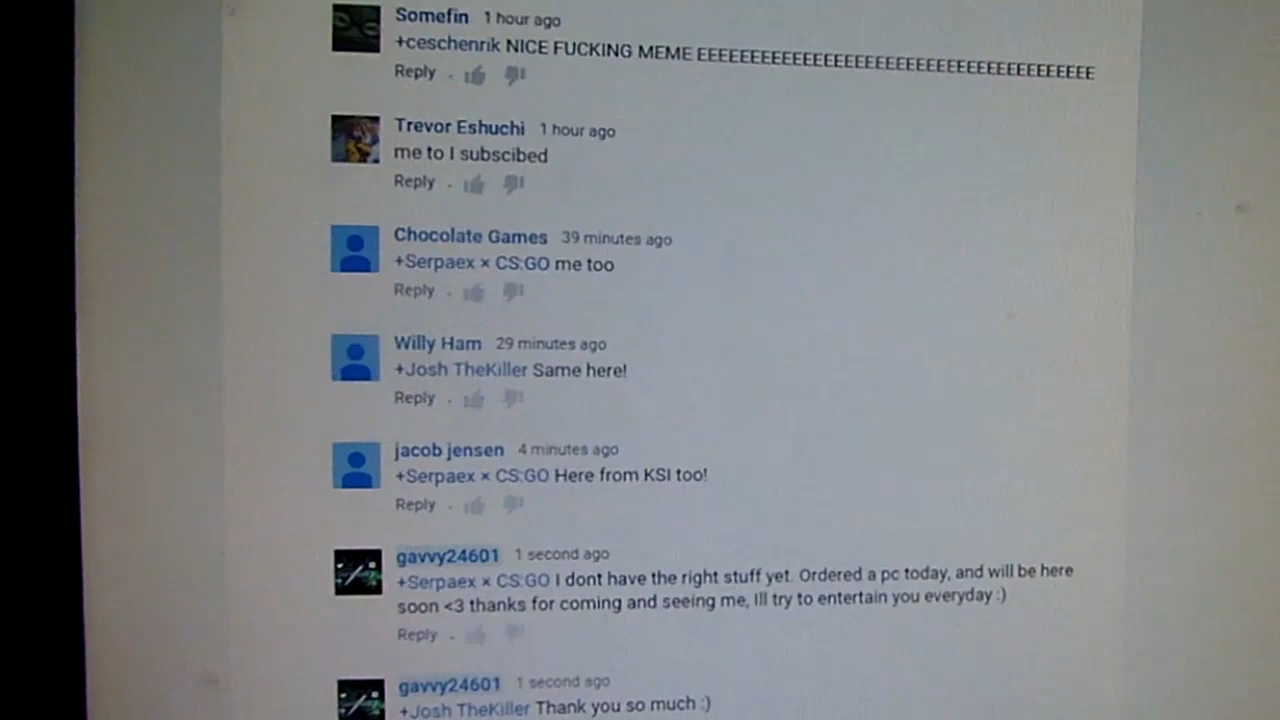 Somefin 1 hour ago
+ceschenrik NICE FUCKING MEME EEEEEEEEEEEEEEEEEEEEEEEEEEEEEEEEEEEEEE
Reply
Trevor Eshuchi 1 hour ago
me to I subscibed
Reply
Chocolate Games 39 minutes ago
+Serpaex × CS:GO me too
Reply
Willy Ham 29 minutes ago
+Josh TheKiller Same here!
Reply
jacob jensen 4 minutes ago
+Serpaex × CS:GO Here from KSI too!
Reply
gavvy24601 1 second ago
+Serpaex × CS:GO I dont have the right stuff yet. Ordered a pc today, and will be here
soon <3 thanks for coming and seeing me, Ill try to entertain you everyday :)
Reply
gavvy24601 1 second ago
+Josh TheKiller Thank you so much :)